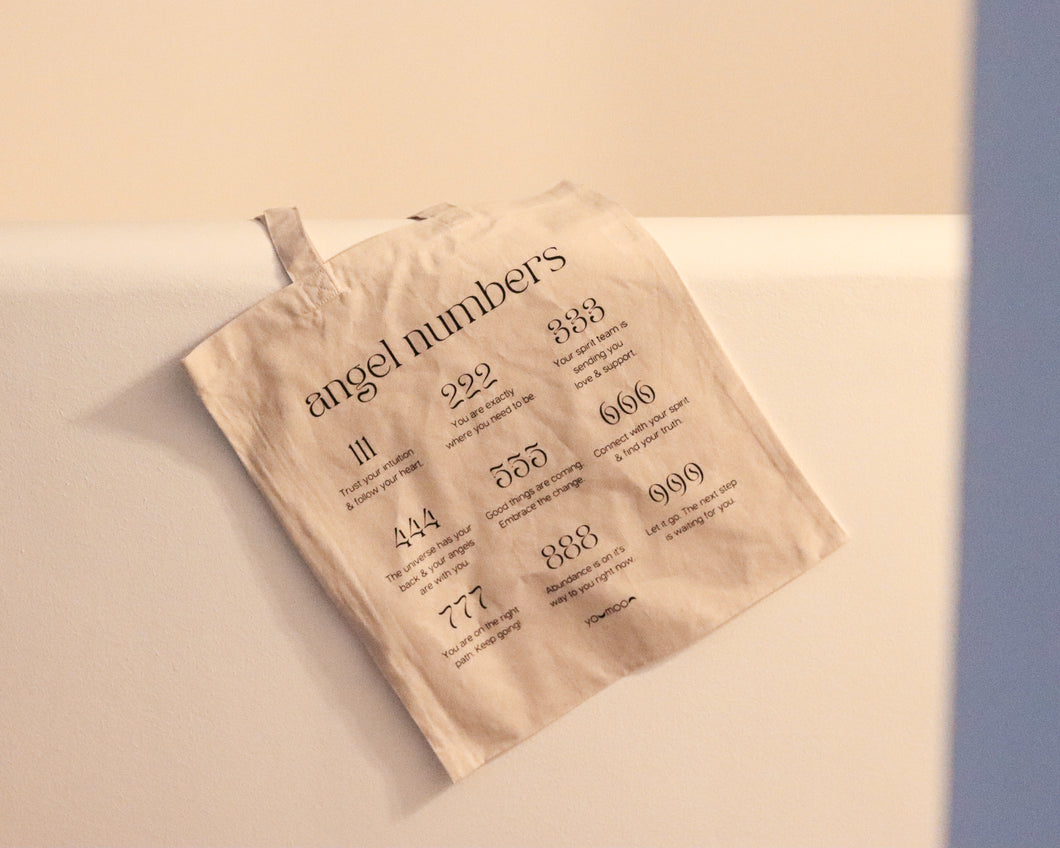 angel numbers
111
Trust your intuition
& follow your heart.
222
You are exactly
where you need to be.
333
Your spirit team is
sending you
love & support.
444
The universe has your
back & your angels
are with you.
555
Good things are coming.
Embrace the change.
666
Connect with your spirit
& find your truth.
777
You are on the right
path. Keep going!
888
Abundance is on it's
way to you right now.
999
Let it go. The next step
is waiting for you.
youmoon